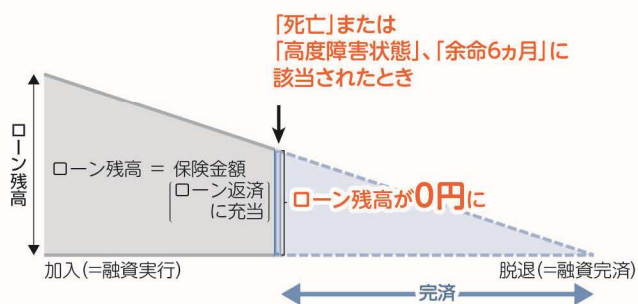 「死亡」または
「高度障害状態」、「余命6ヵ月」に
該当されたとき
ローン残高
ローン残高 = 保険金額
ローン返済
に充当
ローン残高が0円に
加入(=融資実行)
脱退(=融資完済)
完済